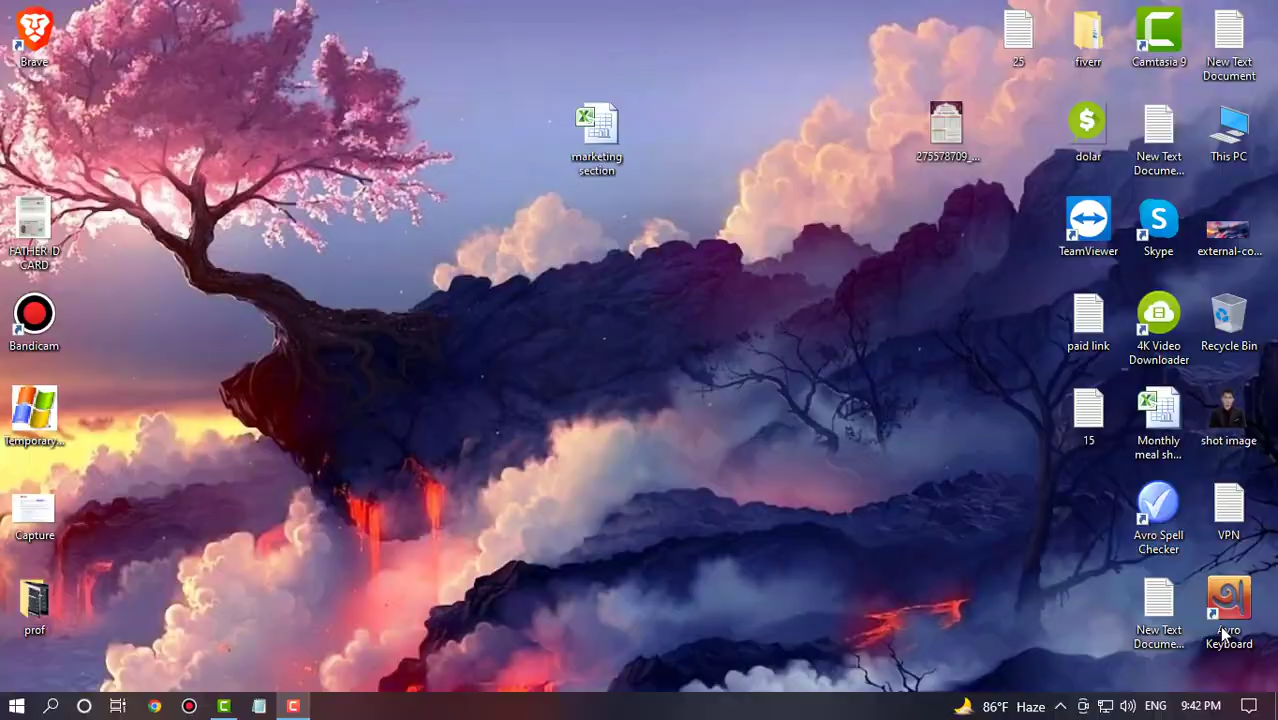 Brave
FATHER ID
CARD
Bandicam
Temporary...
Capture
prof
marketing
section
275578709_...
25
fiverr
Camtasia 9
New Text
Document
dolar
New Text
Docume...
This PC
TeamViewer
Skype
external-co...
paid link
4K Video
Downloader
Recycle Bin
15
Monthly
meal sh...
shot image
Avro Spell
Checker
VPN
New Text
Docume...
Avro
Keyboard
86°F Haze
ENG
9:42 PM